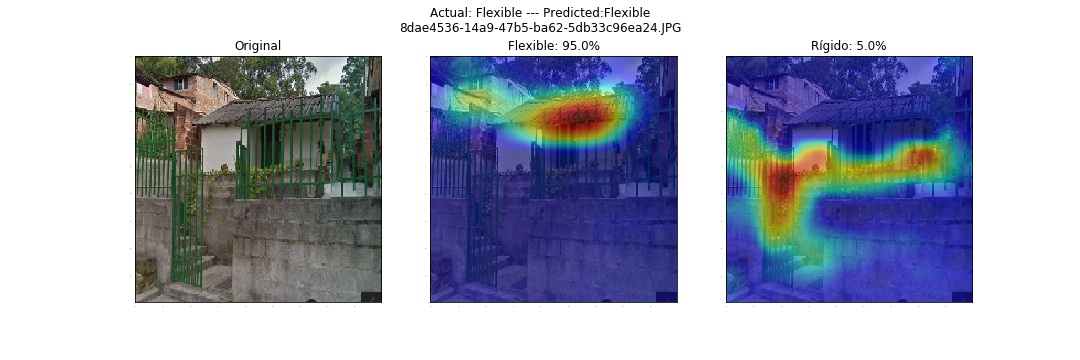 Actual: Flexible --- Predicted:Flexible
8dae4536-14a9-47b5-ba62-5db33c96ea24.JPG
Original
Flexible: 95.0%
Rígido: 5.0%